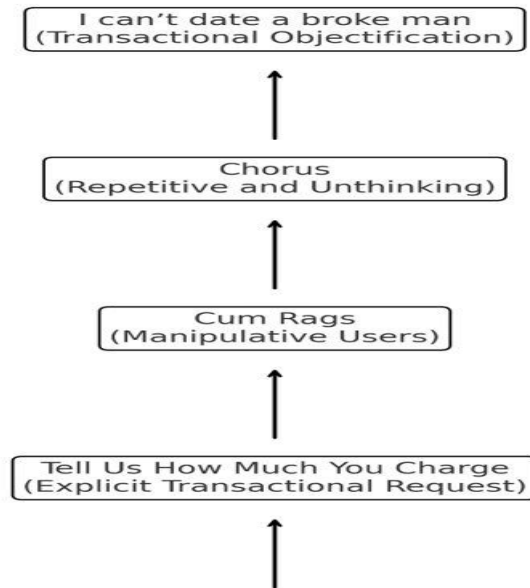 I can’t date a broke man
(Transactional Objectification)
Chorus
(Repetitive and Unthinking)
Cum Rags
(Manipulative Users)
Tell Us How Much You Charge
(Explicit Transactional Request)